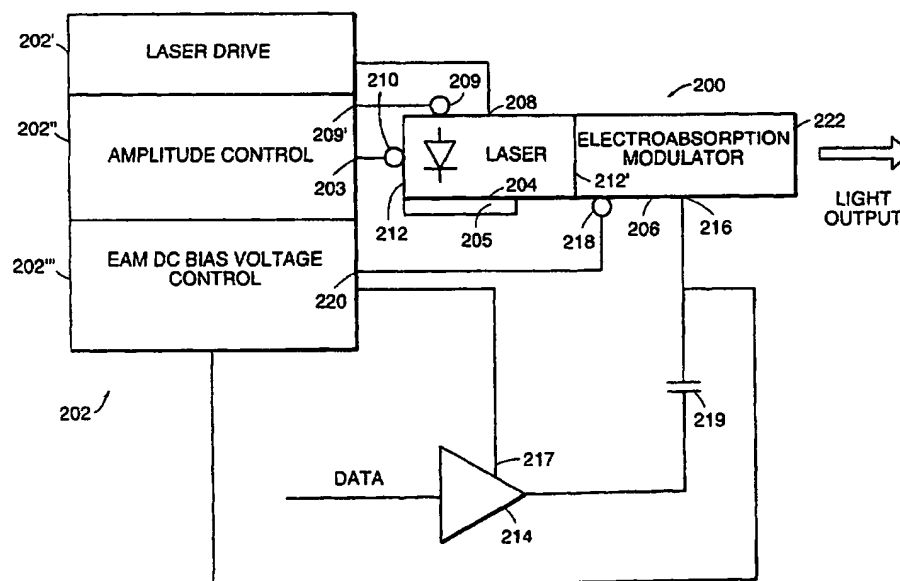 202'
LASER DRIVE
210
209
208
200
209'
202"
AMPLITUDE CONTROL
203
LASER
ELECTROABSORPTION
MODULATOR
222
212'
204
212
205
218
206
216
LIGHT
OUTPUT
202'''
EAM DC BIAS VOLTAGE
CONTROL
220
202
219
DATA
217
214